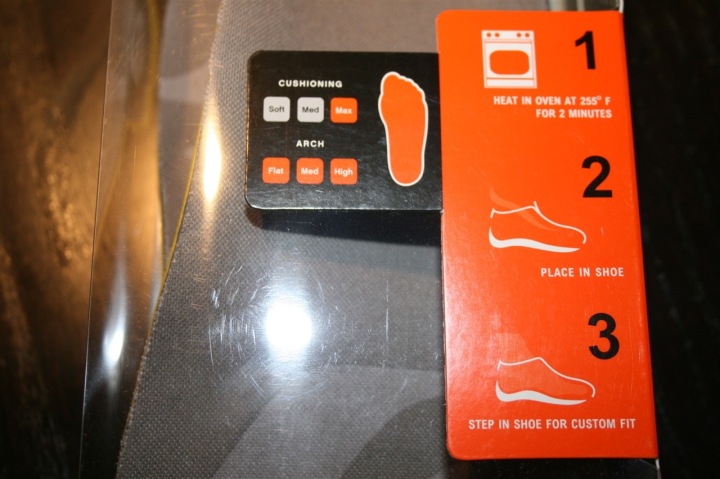 CUSHIONING
Soft Med Max
ARCH
Flat Med High
1
HEAT IN OVEN AT 255° F
FOR 2 MINUTES
2
PLACE IN SHOE
3
STEP IN SHOE FOR CUSTOM FIT